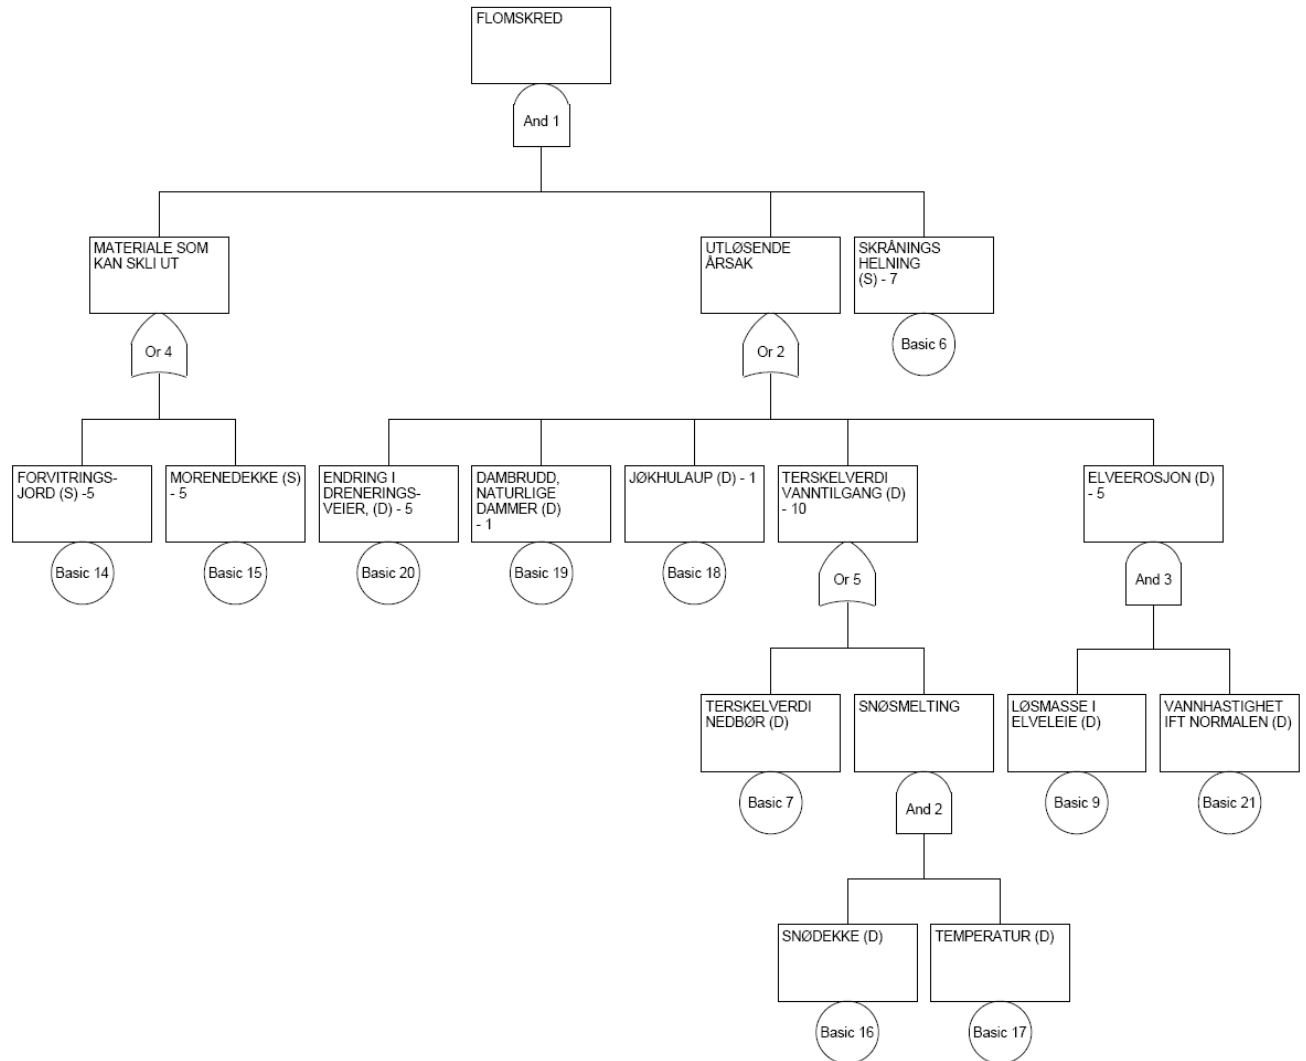 FLOMSKRED
And 1
MATERIALE SOM
KAN SKLI UT
UTLØSENDE
ÅRSAK
SKRÅNINGS
HELNING
(S) - 7
Or 4
Or 2
Basic 6
FORVITRINGS-
JORD (S) -5
MORENEDEKKE (S)
- 5
ENDRING I
DRENERINGS-
VEIER, (D) - 5
DAMBRUDD,
NATURLIGE
DAMMER (D)
- 1
JØKHULAUP (D) - 1
TERSKELVERDI
VANNTILGANG (D)
- 10
ELVEEROSJON (D)
- 5
Basic 14
Basic 15
Basic 20
Basic 19
Basic 18
Or 5
And 3
TERSKELVERDI
NEDBØR (D)
SNØSMELTING
LØSMASSE I
ELVELEIE (D)
VANNHASTIGHET
IFT NORMALEN (D)
Basic 7
And 2
Basic 9
Basic 21
SNØDEKKE (D)
TEMPERATUR (D)
Basic 16
Basic 17